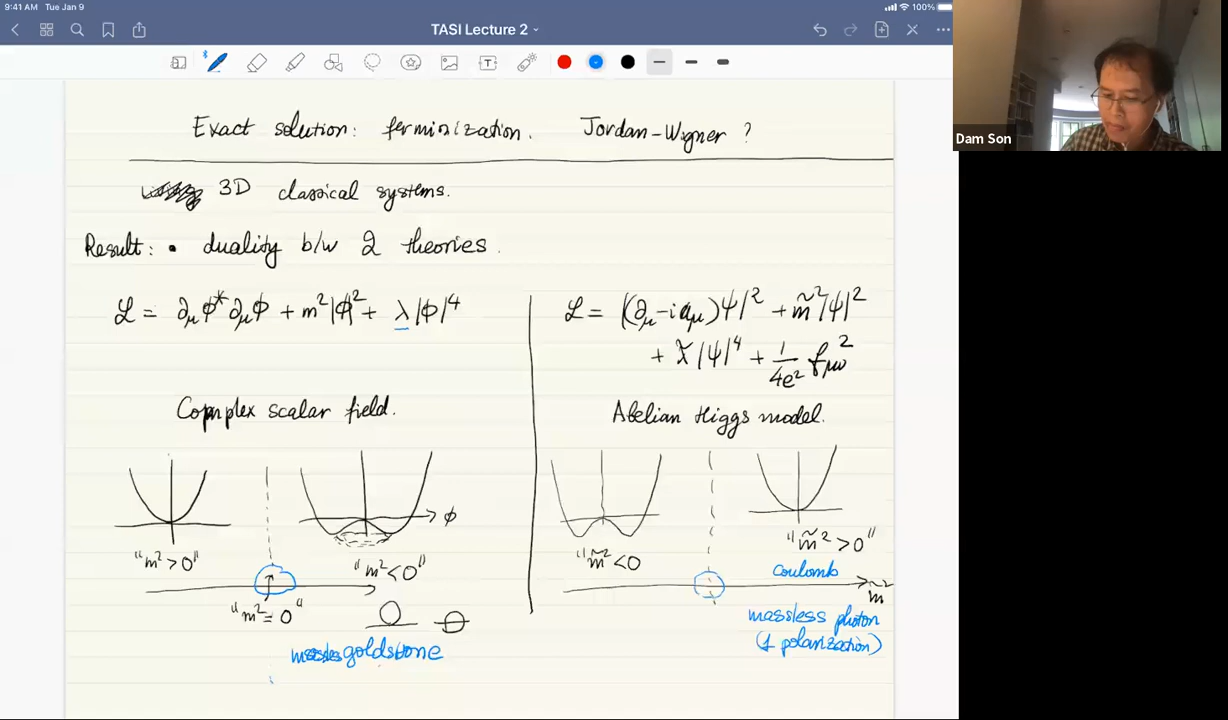 9:41 AM Tue Jan 9
100%
TASI Lecture 2
Dam Son
Exact solution: fermionization. Jordan-Wigner ?
3D classical systems.
Result: • duality b/w 2 theories.
ℒ = ∂μφ*∂μφ + m²|φ|² + λ|φ|⁴
ℒ = |(∂μ-iaμ)ψ|² + m̃²|ψ|²
+ λ̃|ψ|⁴ + 1/4e² fμν²
Complex scalar field.
Abelian Higgs model.
φ
"m²>0"
"m²<0"
"m̃²<0
"m̃²>0"
Coulomb
m̃²
"m²=0"
massless photon
(1 polarization)
goldstone